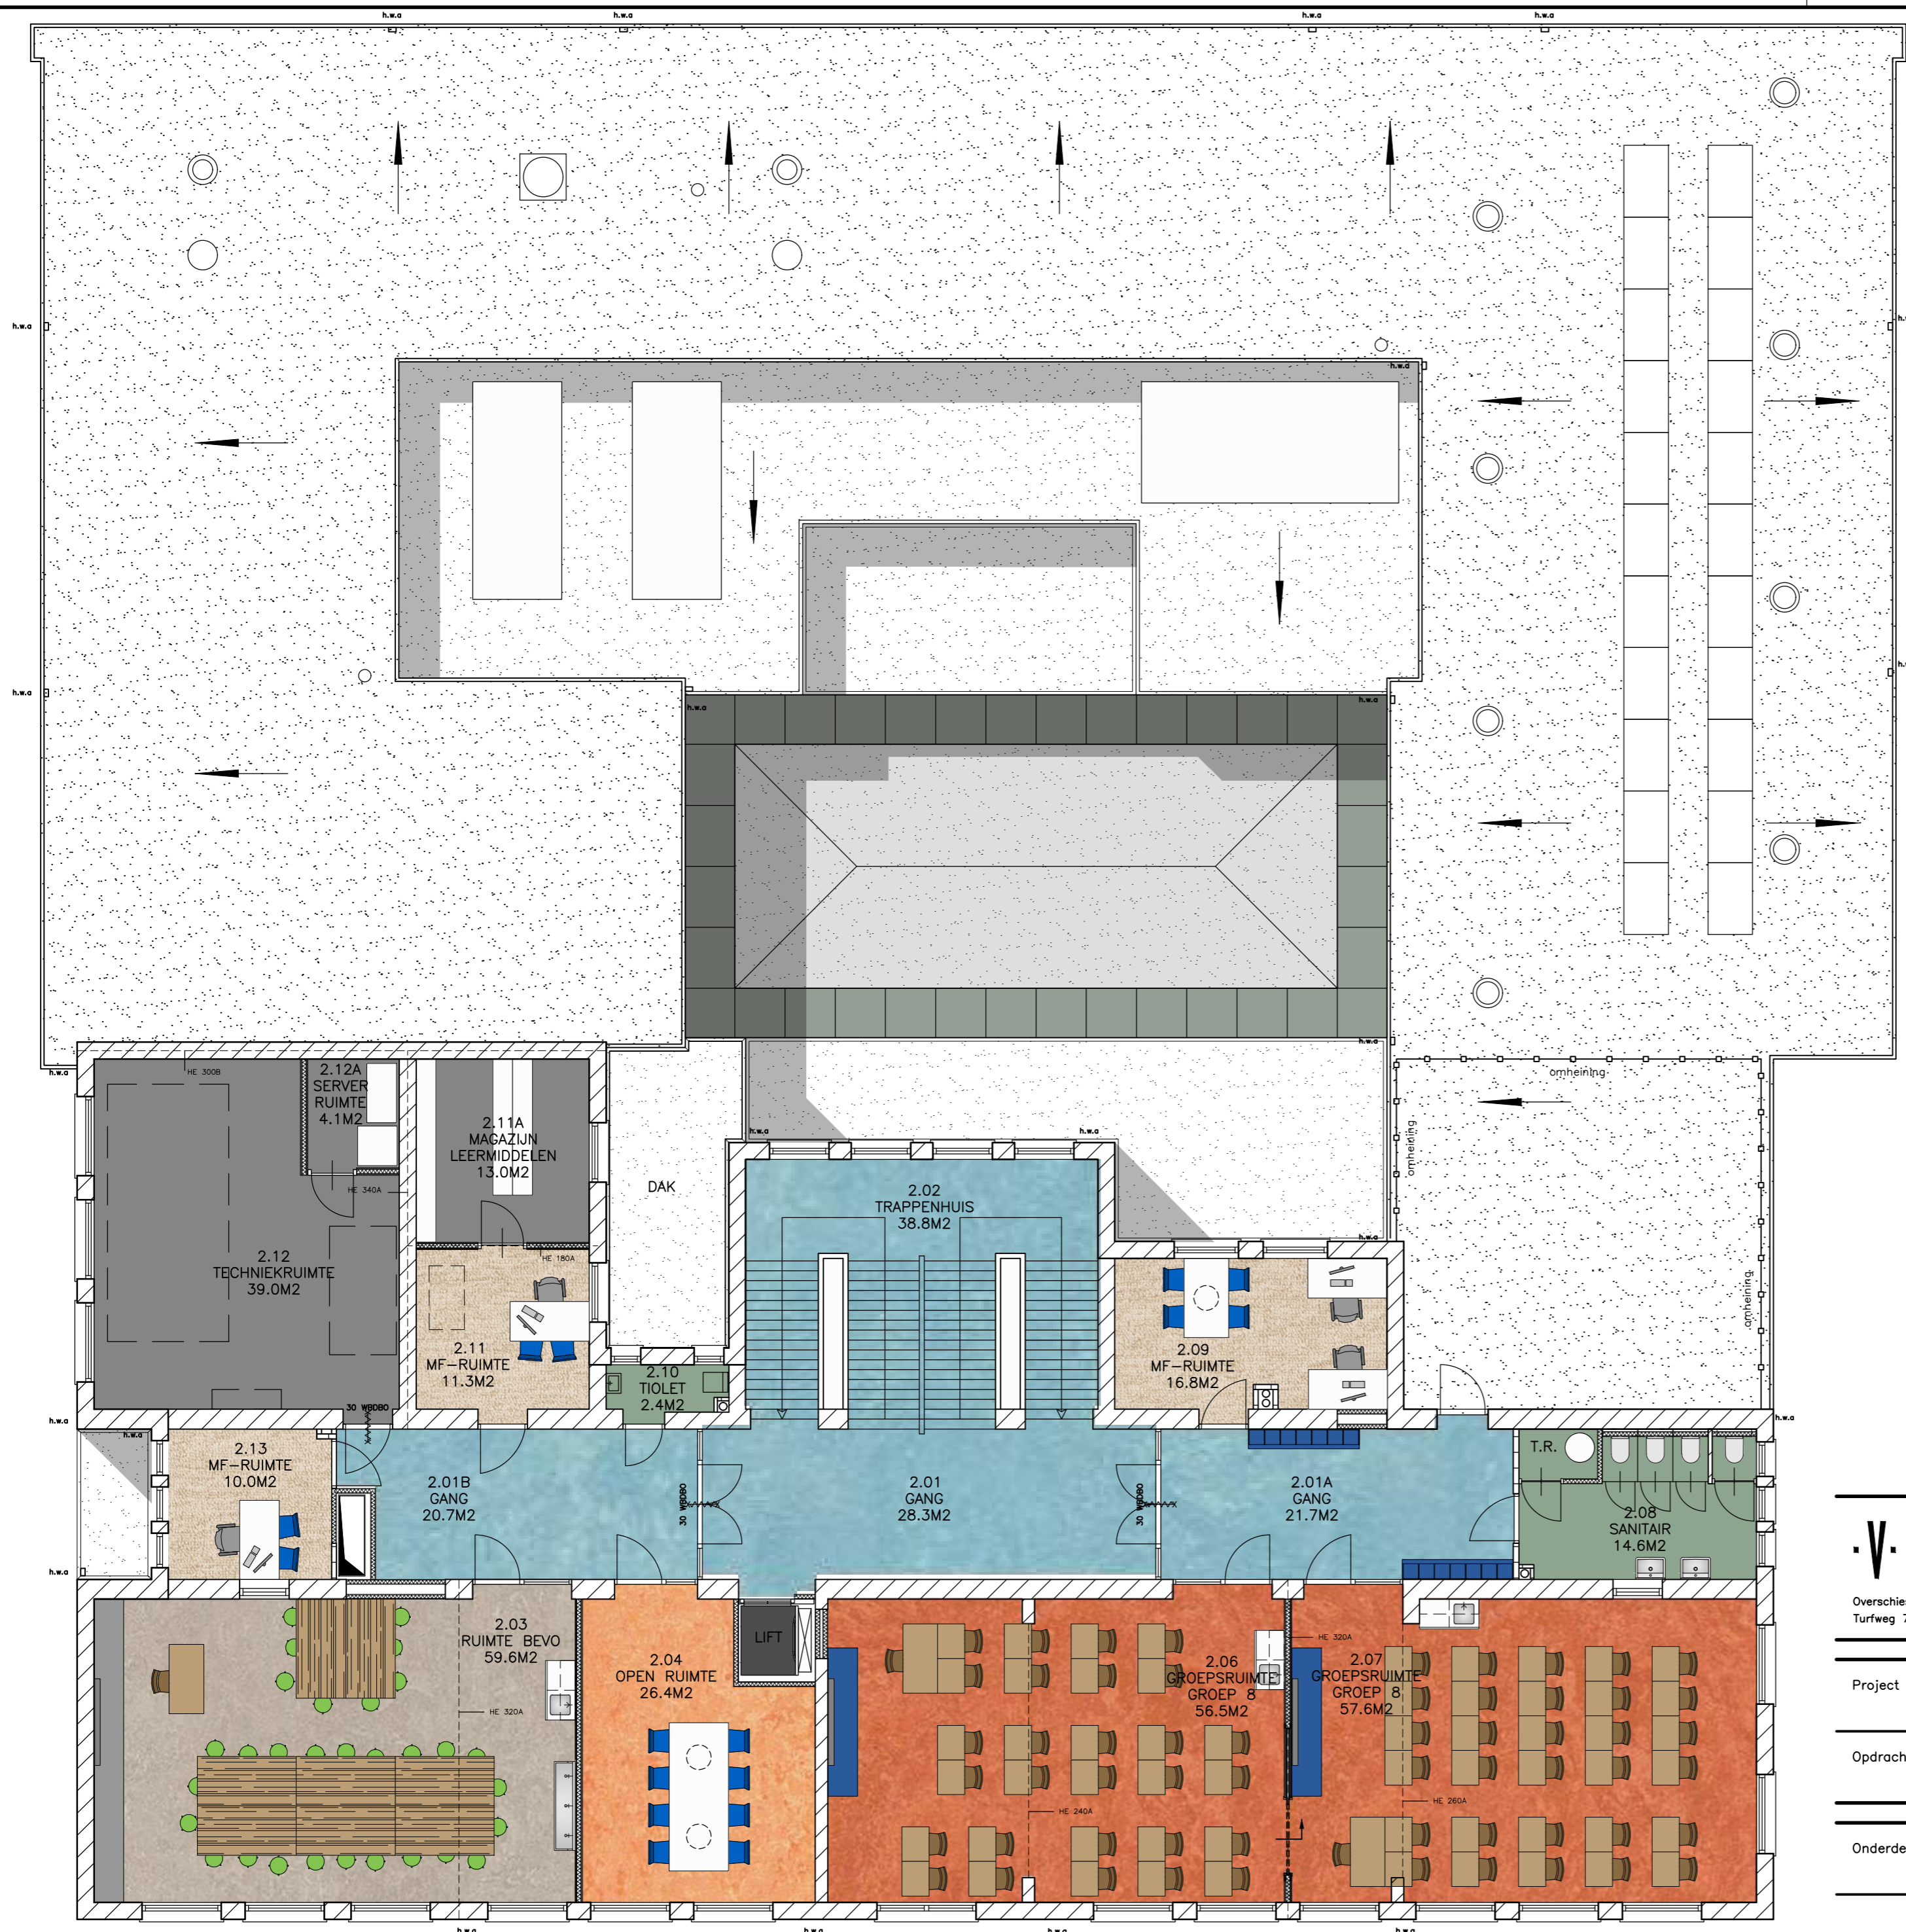 h.w.a
h.w.a
h.w.a
h.w.a
h.w.a
h.w.a
h.w.a
h.w.a
h.w.a
h.w.a
h.w.a
h.w.a
h.w.a
omheining
omheining
omheining
HE 300B
2.12A
SERVER
RUIMTE
4.1M2
2.11A
MAGAZIJN
LEERMIDDELEN
13.0M2
HE 340A
DAK
h.w.a
h.w.a
2.02
TRAPPENHUIS
38.8M2
h.w.a
2.12
TECHNIEKRUIMTE
39.0M2
HE 180A
2.11
MF-RUIMTE
11.3M2
2.10
TIOLET
2.4M2
2.09
MF-RUIMTE
16.8M2
30 WBDBO
h.w.a
h.w.a
h.w.a
2.13
MF-RUIMTE
10.0M2
2.01B
GANG
20.7M2
30 WBDBO
2.01
GANG
28.3M2
30 WBDBO
2.01A
GANG
21.7M2
T.R.
2.08
SANITAIR
14.6M2
h.w.a
2.03
RUIMTE BEVO
59.6M2
HE 320A
2.04
OPEN RUIMTE
26.4M2
LIFT
2.06
GROEPSRUIMTE
GROEP 8
56.5M2
HE 320A
2.07
GROEPSRUIMTE
GROEP 8
57.6M2
HE 240A
HE 260A
h.w.a
h.w.a
h.w.a
h.w.a
.V.
Overschies
Turfweg 7
Project
Opdrach
Onderde